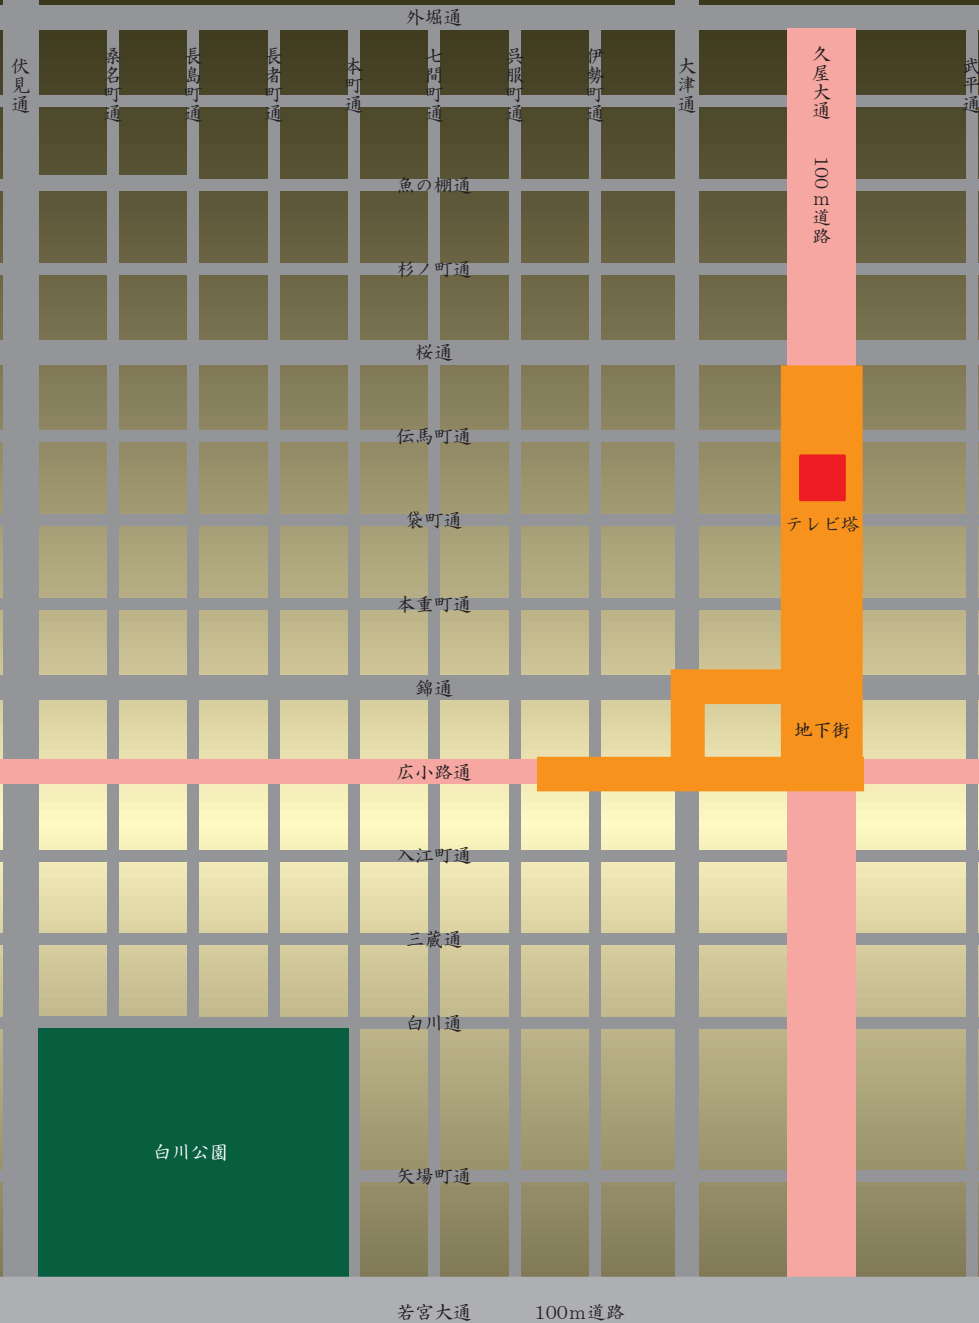 外堀通
伏見通
桑名町通
長島町通
長者町通
本町通
七間町通
呉服町通
伊勢町通
大津通
久屋大通 100m道路
武平通
魚の棚通
杉ノ町通
桜通
伝馬町通
袋町通
テレビ塔
本重町通
錦通
地下街
広小路通
入江町通
三蔵通
白川通
白川公園
矢場町通
若宮大通 100m道路